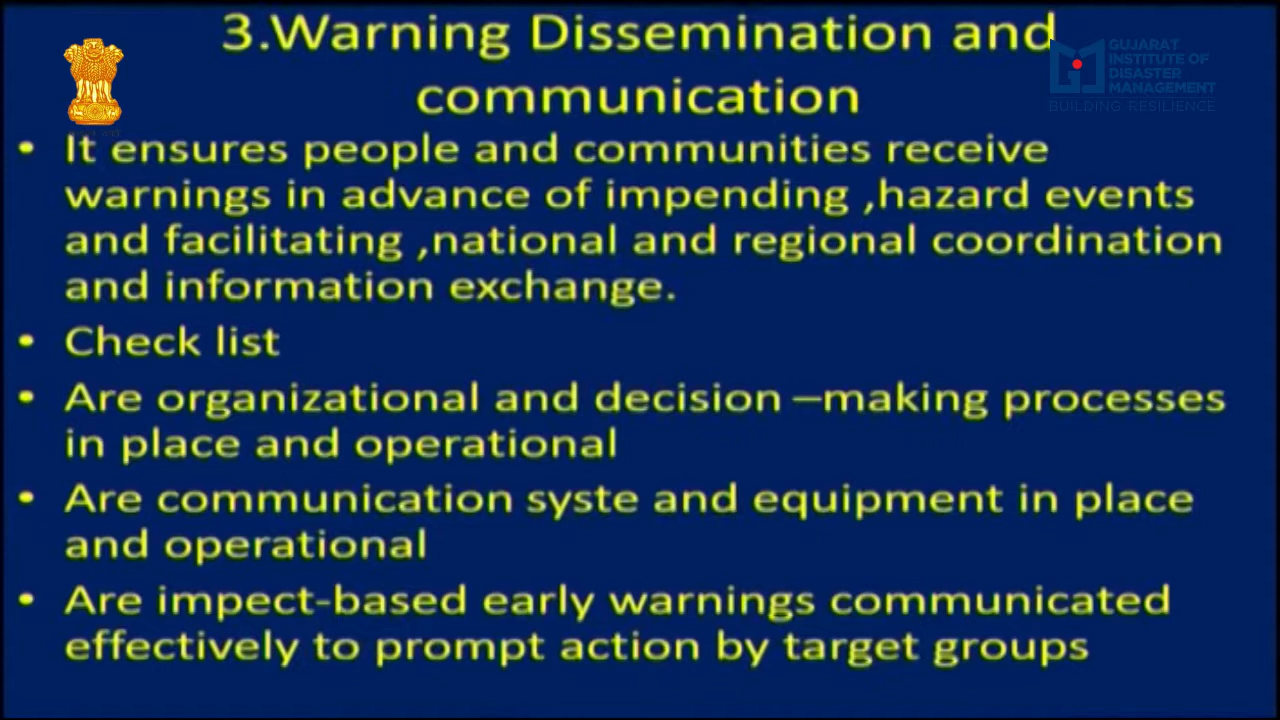 3.Warning Dissemination and
communication
GUJARAT
INSTITUTE OF
DISASTER
MANAGEMENT
BUILDING RESILIENCE
• It ensures people and communities receive
warnings in advance of impending ,hazard events
and facilitating ,national and regional coordination
and information exchange.
• Check list
• Are organizational and decision –making processes
in place and operational
• Are communication syste and equipment in place
and operational
• Are impect-based early warnings communicated
effectively to prompt action by target groups